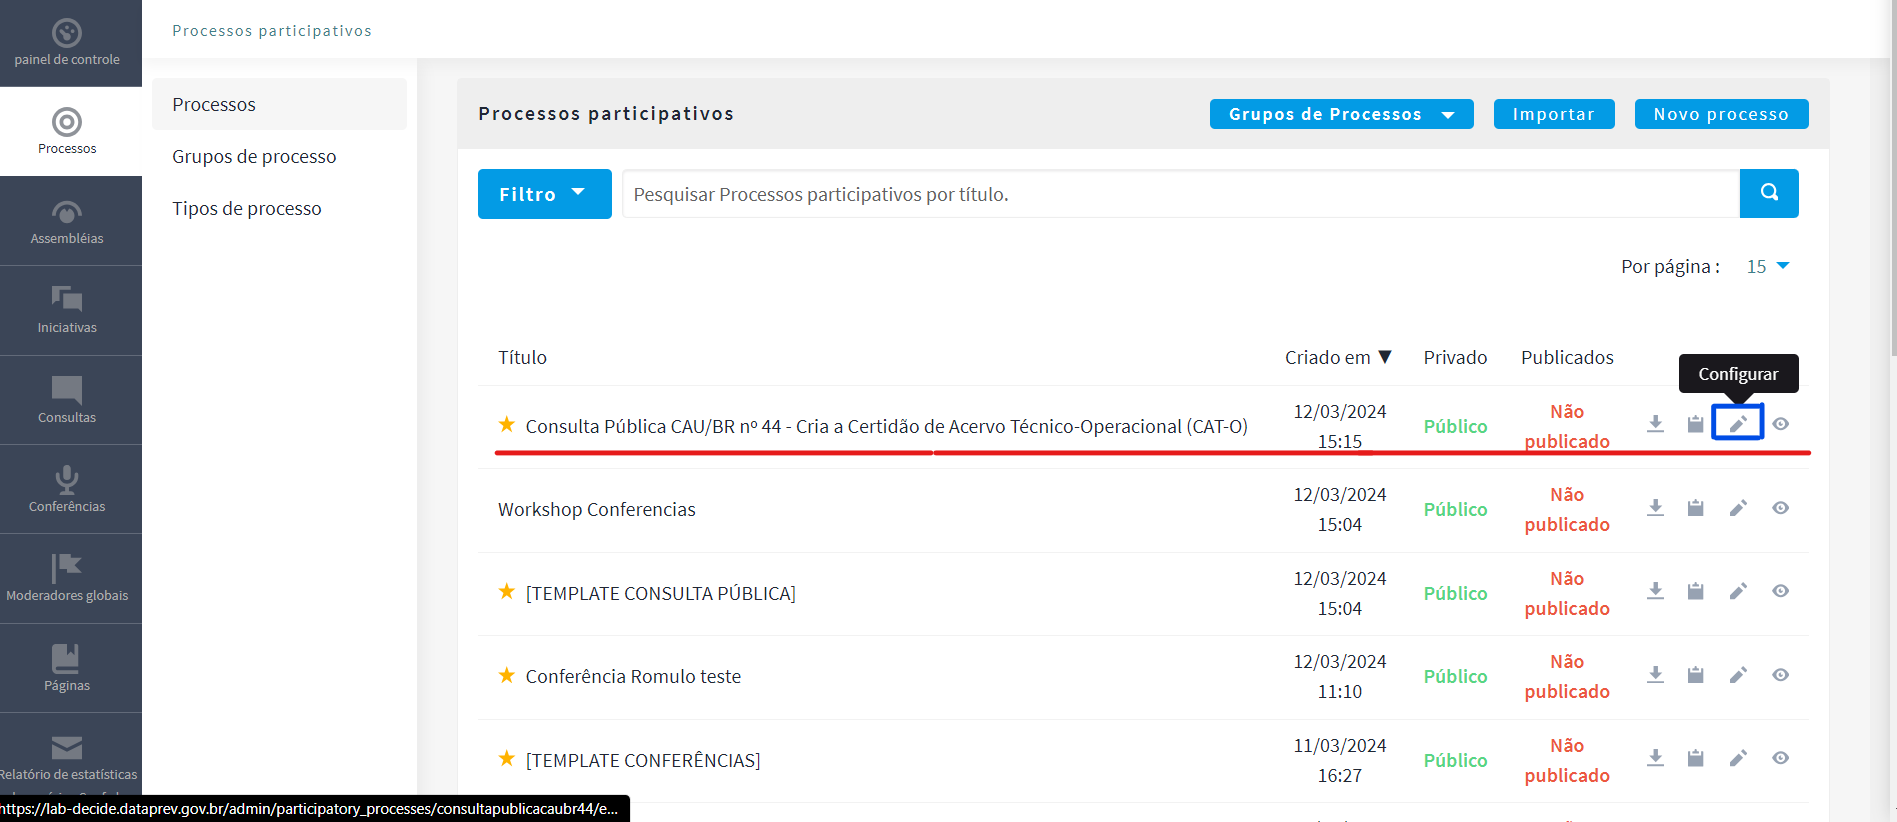 painel de controle
Processos
Assembléias
Iniciativas
Consultas
Conferências
Moderadores globais
Páginas
Relatório de estatísticas
Processos participativos
Processos
Grupos de processo
Tipos de processo
Processos participativos
Grupos de Processos
Importar
Novo processo
Filtro
Pesquisar Processos participativos por título.
Por página : 15
Título Criado em ▼ Privado Publicados
Configurar
Consulta Pública CAU/BR nº 44 - Cria a Certidão de Acervo Técnico-Operacional (CAT-O) 12/03/2024 15:15 Público Não publicado
Workshop Conferencias 12/03/2024 15:04 Público Não publicado
[TEMPLATE CONSULTA PÚBLICA] 12/03/2024 15:04 Público Não publicado
Conferência Romulo teste 12/03/2024 11:10 Público Não publicado
[TEMPLATE CONFERÊNCIAS] 11/03/2024 16:27 Público Não publicado
https://lab-decide.dataprev.gov.br/admin/participatory_processes/consultapublicacaubr44/e...